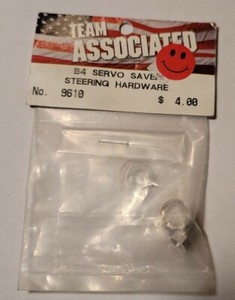 TEAM
ASSOCIATED
B4 SERVO SAVER
STEERING HARDWARE
No. 9610 $ 4.00